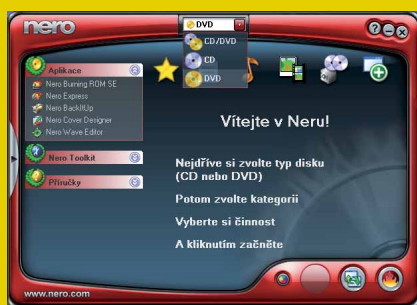 nero
DVD
CD/DVD
CD
DVD
Aplikace
Nero Burning ROM SE
Nero Express
Nero BackItUp
Nero Cover Designer
Nero Wave Editor
Nero Toolkit
Příručky
Vítejte v Neru!
Nejdříve si zvolte typ disku
(CD nebo DVD)
Potom zvolte kategorii
Vyberte si činnost
A kliknutím začněte
www.nero.com